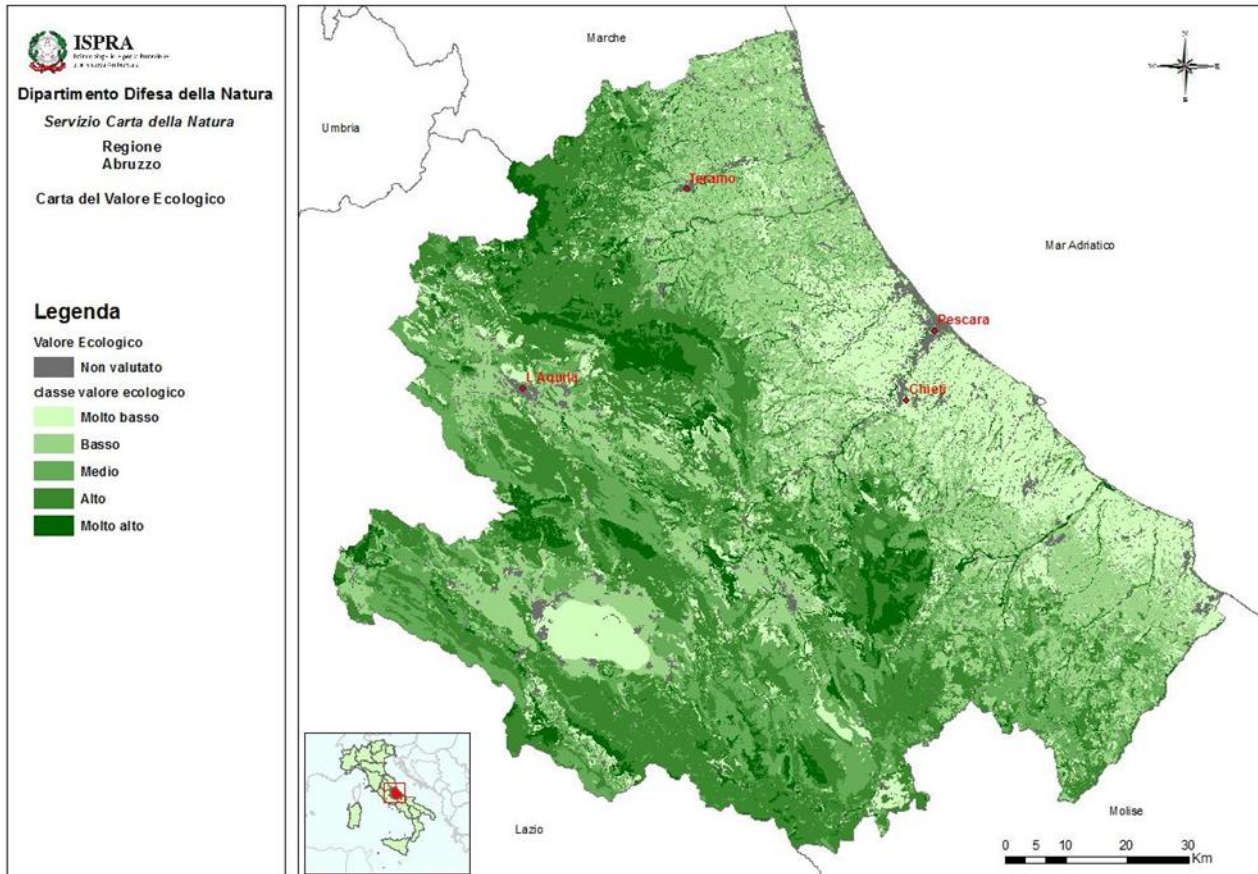 ISPRA
Dipartimento Difesa della Natura
Servizio Carta della Natura
Regione
Abruzzo
Carta del Valore Ecologico
Legenda
Valore Ecologico
Non valutato
classe valore ecologico
Molto basso
Basso
Medio
Alto
Molto alto
Marche
Umbria
N
W E
S
Teramo
Mar Adriatico
Pescara
L'Aquila
Chieti
Lazio
Molise
0 5 10 20 30
Km